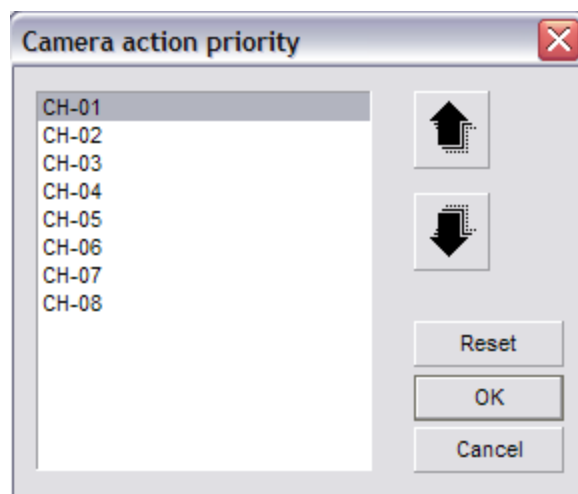 Camera action priority
CH-01
CH-02
CH-03
CH-04
CH-05
CH-06
CH-07
CH-08
Reset
OK
Cancel